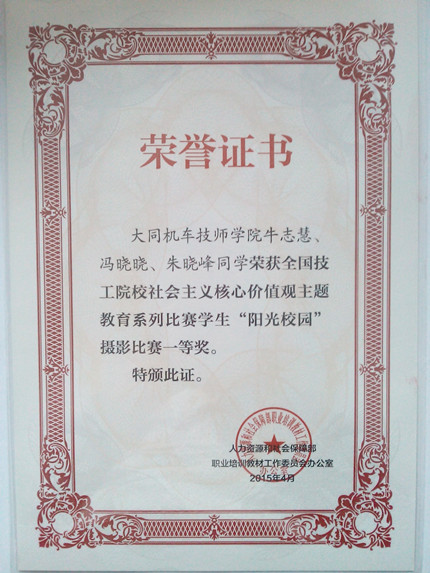 荣誉证书
大同机车技师学院牛志慧、
冯晓晓、朱晓峰同学荣获全国技
工院校社会主义核心价值观主题
教育系列比赛学生“阳光校园”
摄影比赛一等奖。
特颁此证。
人力资源和社会保障部
职业培训教材工作委员会办公室
2015年4月
办公室